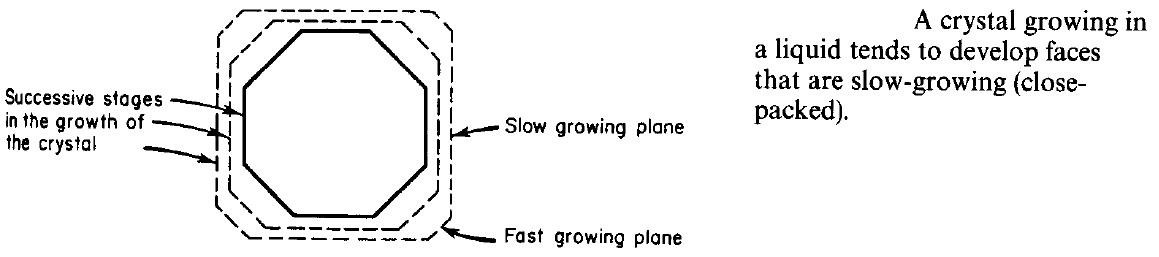 Successive stages
in the growth of
the crystal
Slow growing plane
Fast growing plane
A crystal growing in
a liquid tends to develop faces
that are slow-growing (close-
packed).